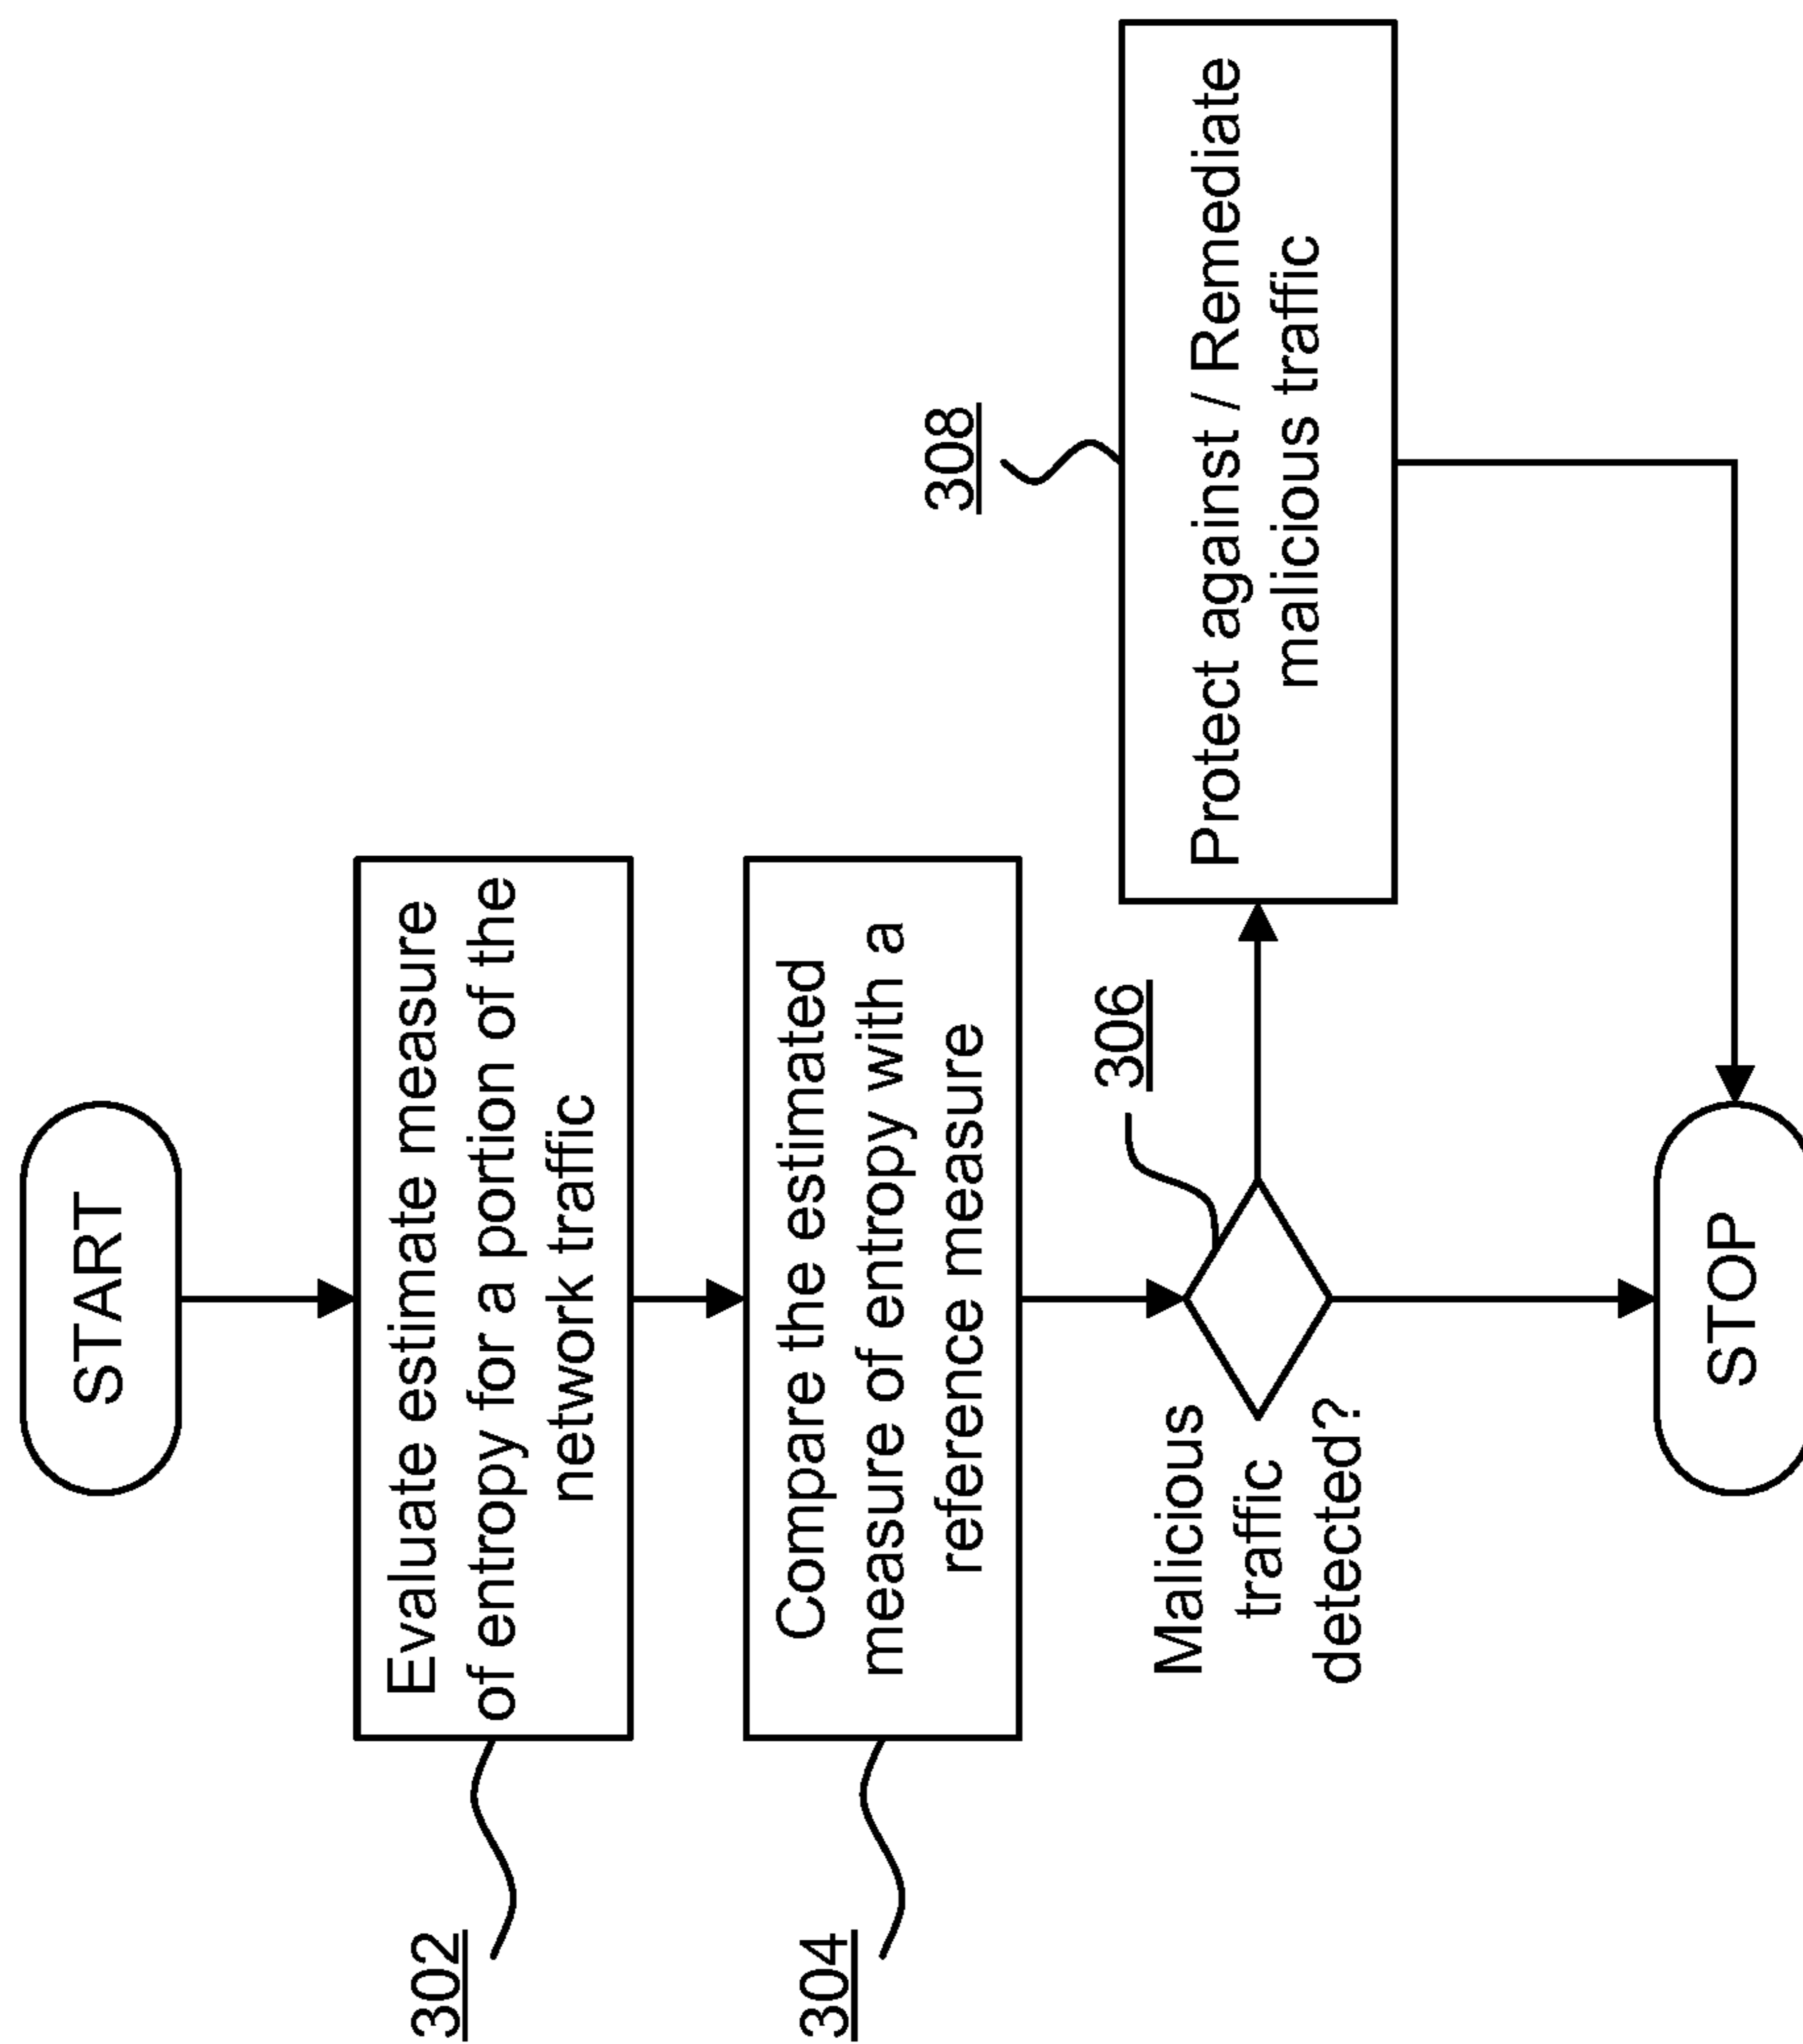 START
302
Evaluate estimate measure
of entropy for a portion of the
network traffic
304
Compare the estimated
measure of entropy with a
reference measure
306
Malicious
traffic
detected?
308
Protect against / Remediate
malicious traffic
STOP